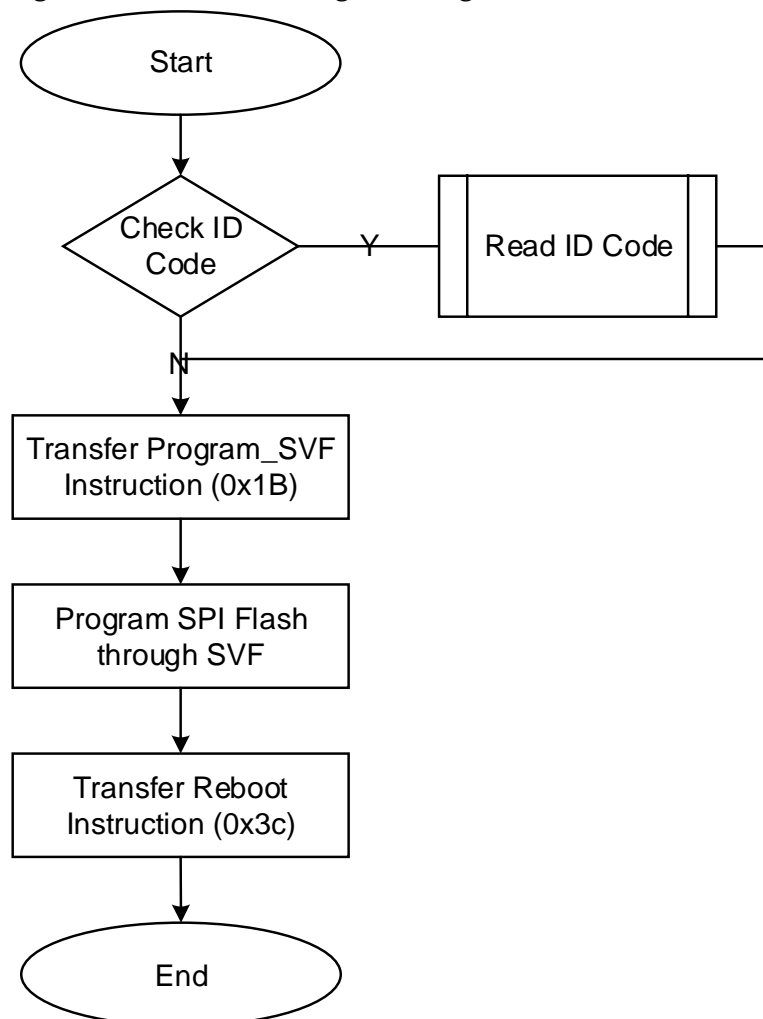 Start
Check ID
Code
Y
Read ID Code
N
Transfer Program_SVF
Instruction (0x1B)
Program SPI Flash
through SVF
Transfer Reboot
Instruction (0x3c)
End